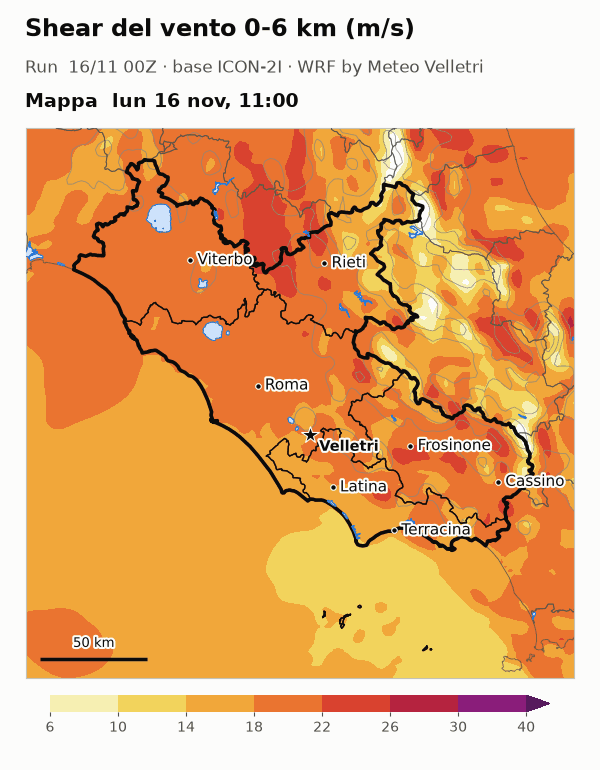 Shear del vento 0-6 km (m/s)
Run  16/11 00Z · base ICON-2I · WRF by Meteo Velletri
Mappa  lun 16 nov, 11:00
Viterbo
Rieti
Roma
Velletri
Frosinone
Cassino
Latina
Terracina
50 km
6 10 14 18 22 26 30 40